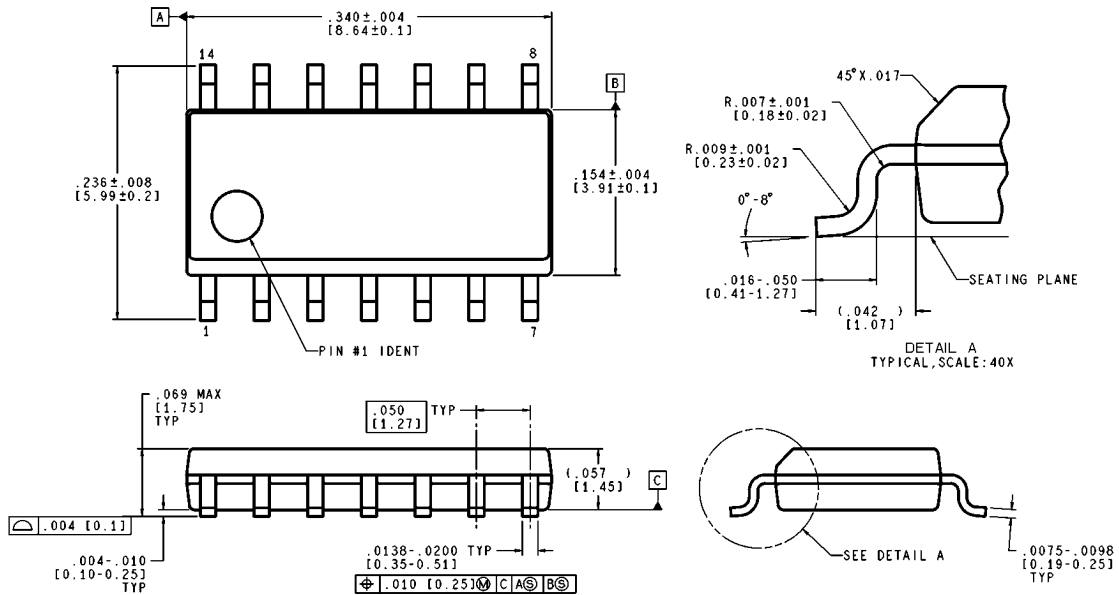 A
.340±.004
[8.64±0.1]
14
8
B
.236±.008
[5.99±0.2]
.154±.004
[3.91±0.1]
1
7
PIN #1 IDENT
45°X.017
R.007±.001
[0.18±0.02]
R.009±.001
[0.23±0.02]
0°-8°
SEATING PLANE
.016-.050
[0.41-1.27]
(.042 )
[1.07]
DETAIL A
TYPICAL,SCALE:40X
.069 MAX
[1.75]
TYP
.050
[1.27]
TYP
(.057 )
[1.45]
C
.004 [0.1]
.004-.010
[0.10-0.25]
TYP
.0138-.0200 TYP
[0.35-0.51]
⌖ .010 [0.25]Ⓜ C AⓈ BⓈ
SEE DETAIL A
.0075-.0098
[0.19-0.25]
TYP